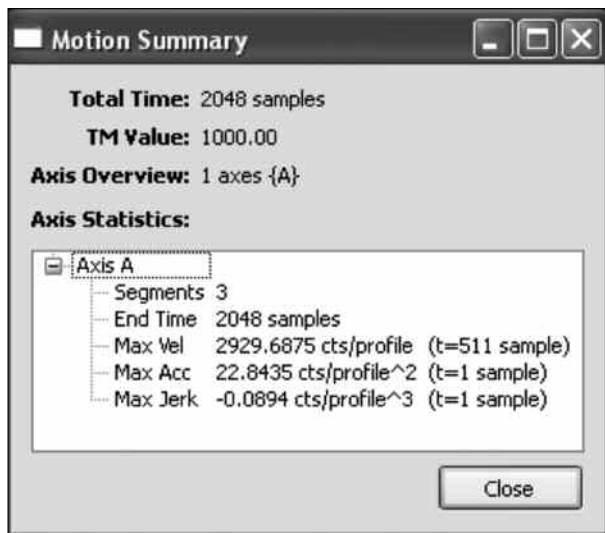 Motion Summary
Total Time: 2048 samples
TM Value: 1000.00
Axis Overview: 1 axes {A}
Axis Statistics:
Axis A
Segments 3
End Time 2048 samples
Max Vel 2929.6875 cts/profile (t=511 sample)
Max Acc 22.8435 cts/profile^2 (t=1 sample)
Max Jerk -0.0894 cts/profile^3 (t=1 sample)
Close